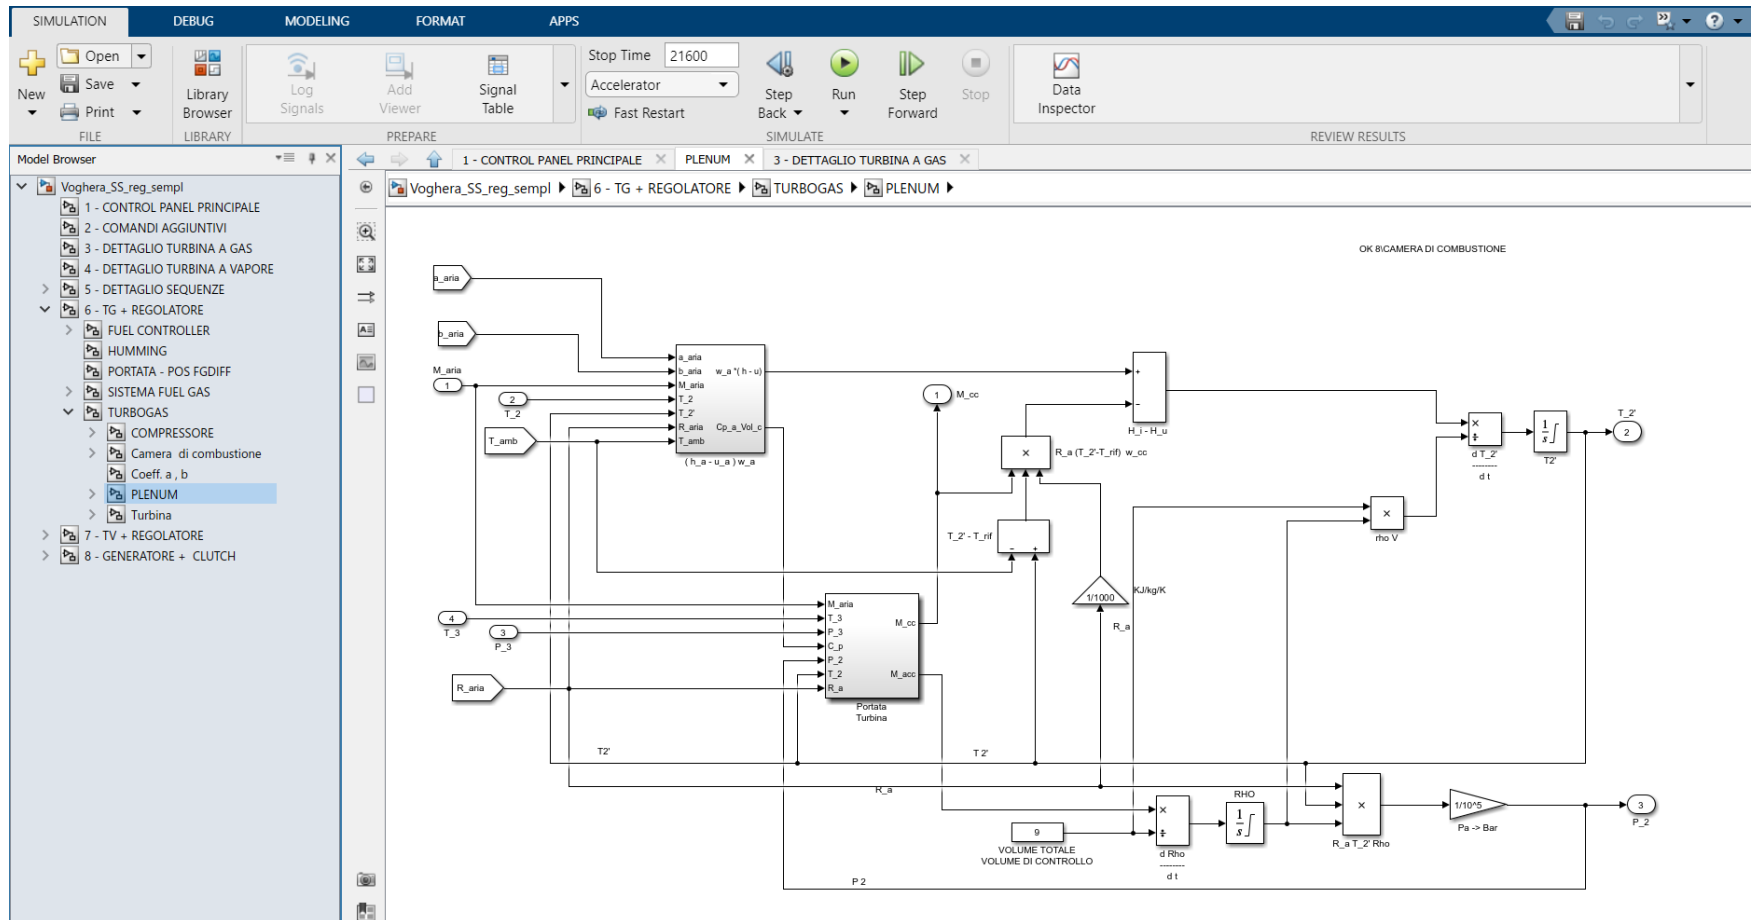 SIMULATION DEBUG MODELING FORMAT APPS
New
Open
Save
Print
FILE
Library
Browser
LIBRARY
Log
Signals
Add
Viewer
Signal
Table
PREPARE
Stop Time 21600
Accelerator
Fast Restart
Step
Back
Run
Step
Forward
Stop
SIMULATE
Data
Inspector
REVIEW RESULTS
Model Browser
Voghera_SS_reg_sempl
1 - CONTROL PANEL PRINCIPALE
2 - COMANDI AGGIUNTIVI
3 - DETTAGLIO TURBINA A GAS
4 - DETTAGLIO TURBINA A VAPORE
5 - DETTAGLIO SEQUENZE
6 - TG + REGOLATORE
FUEL CONTROLLER
HUMMING
PORTATA - POS FGDIFF
SISTEMA FUEL GAS
TURBOGAS
COMPRESSORE
Camera di combustione
Coeff. a , b
PLENUM
Turbina
7 - TV + REGOLATORE
8 - GENERATORE + CLUTCH
1 - CONTROL PANEL PRINCIPALE PLENUM 3 - DETTAGLIO TURBINA A GAS
Voghera_SS_reg_sempl 6 - TG + REGOLATORE TURBOGAS PLENUM
OK 8\CAMERA DI COMBUSTIONE
a_aria
b_aria
M_aria
1
2
T_2
T_amb
a_aria
b_aria
M_aria
T_2
T_2'
R_aria
T_amb
w_a *( h - u)
Cp_a_Vol_c
( h_a - u_a ) w_a
1
M_cc
+
−
H_i - H_u
×
R_a (T_2'-T_rif) w_cc
T_2' - T_rif
− +
×
÷
d T_2'
--------
d t
1
s
T2'
T_2'
2
×
rho V
1/1000
KJ/kg/K
R_a
4
T_3
3
P_3
R_aria
M_aria
T_3
P_3
C_p
P_2
T_2
R_a
M_cc
M_acc
Portata
Turbina
T2'
T 2'
R_a
9
VOLUME TOTALE
VOLUME DI CONTROLLO
×
÷
d Rho
--------
d t
RHO
1
s
×
R_a T_2' Rho
1/10^5
Pa -> Bar
3
P_2
P 2